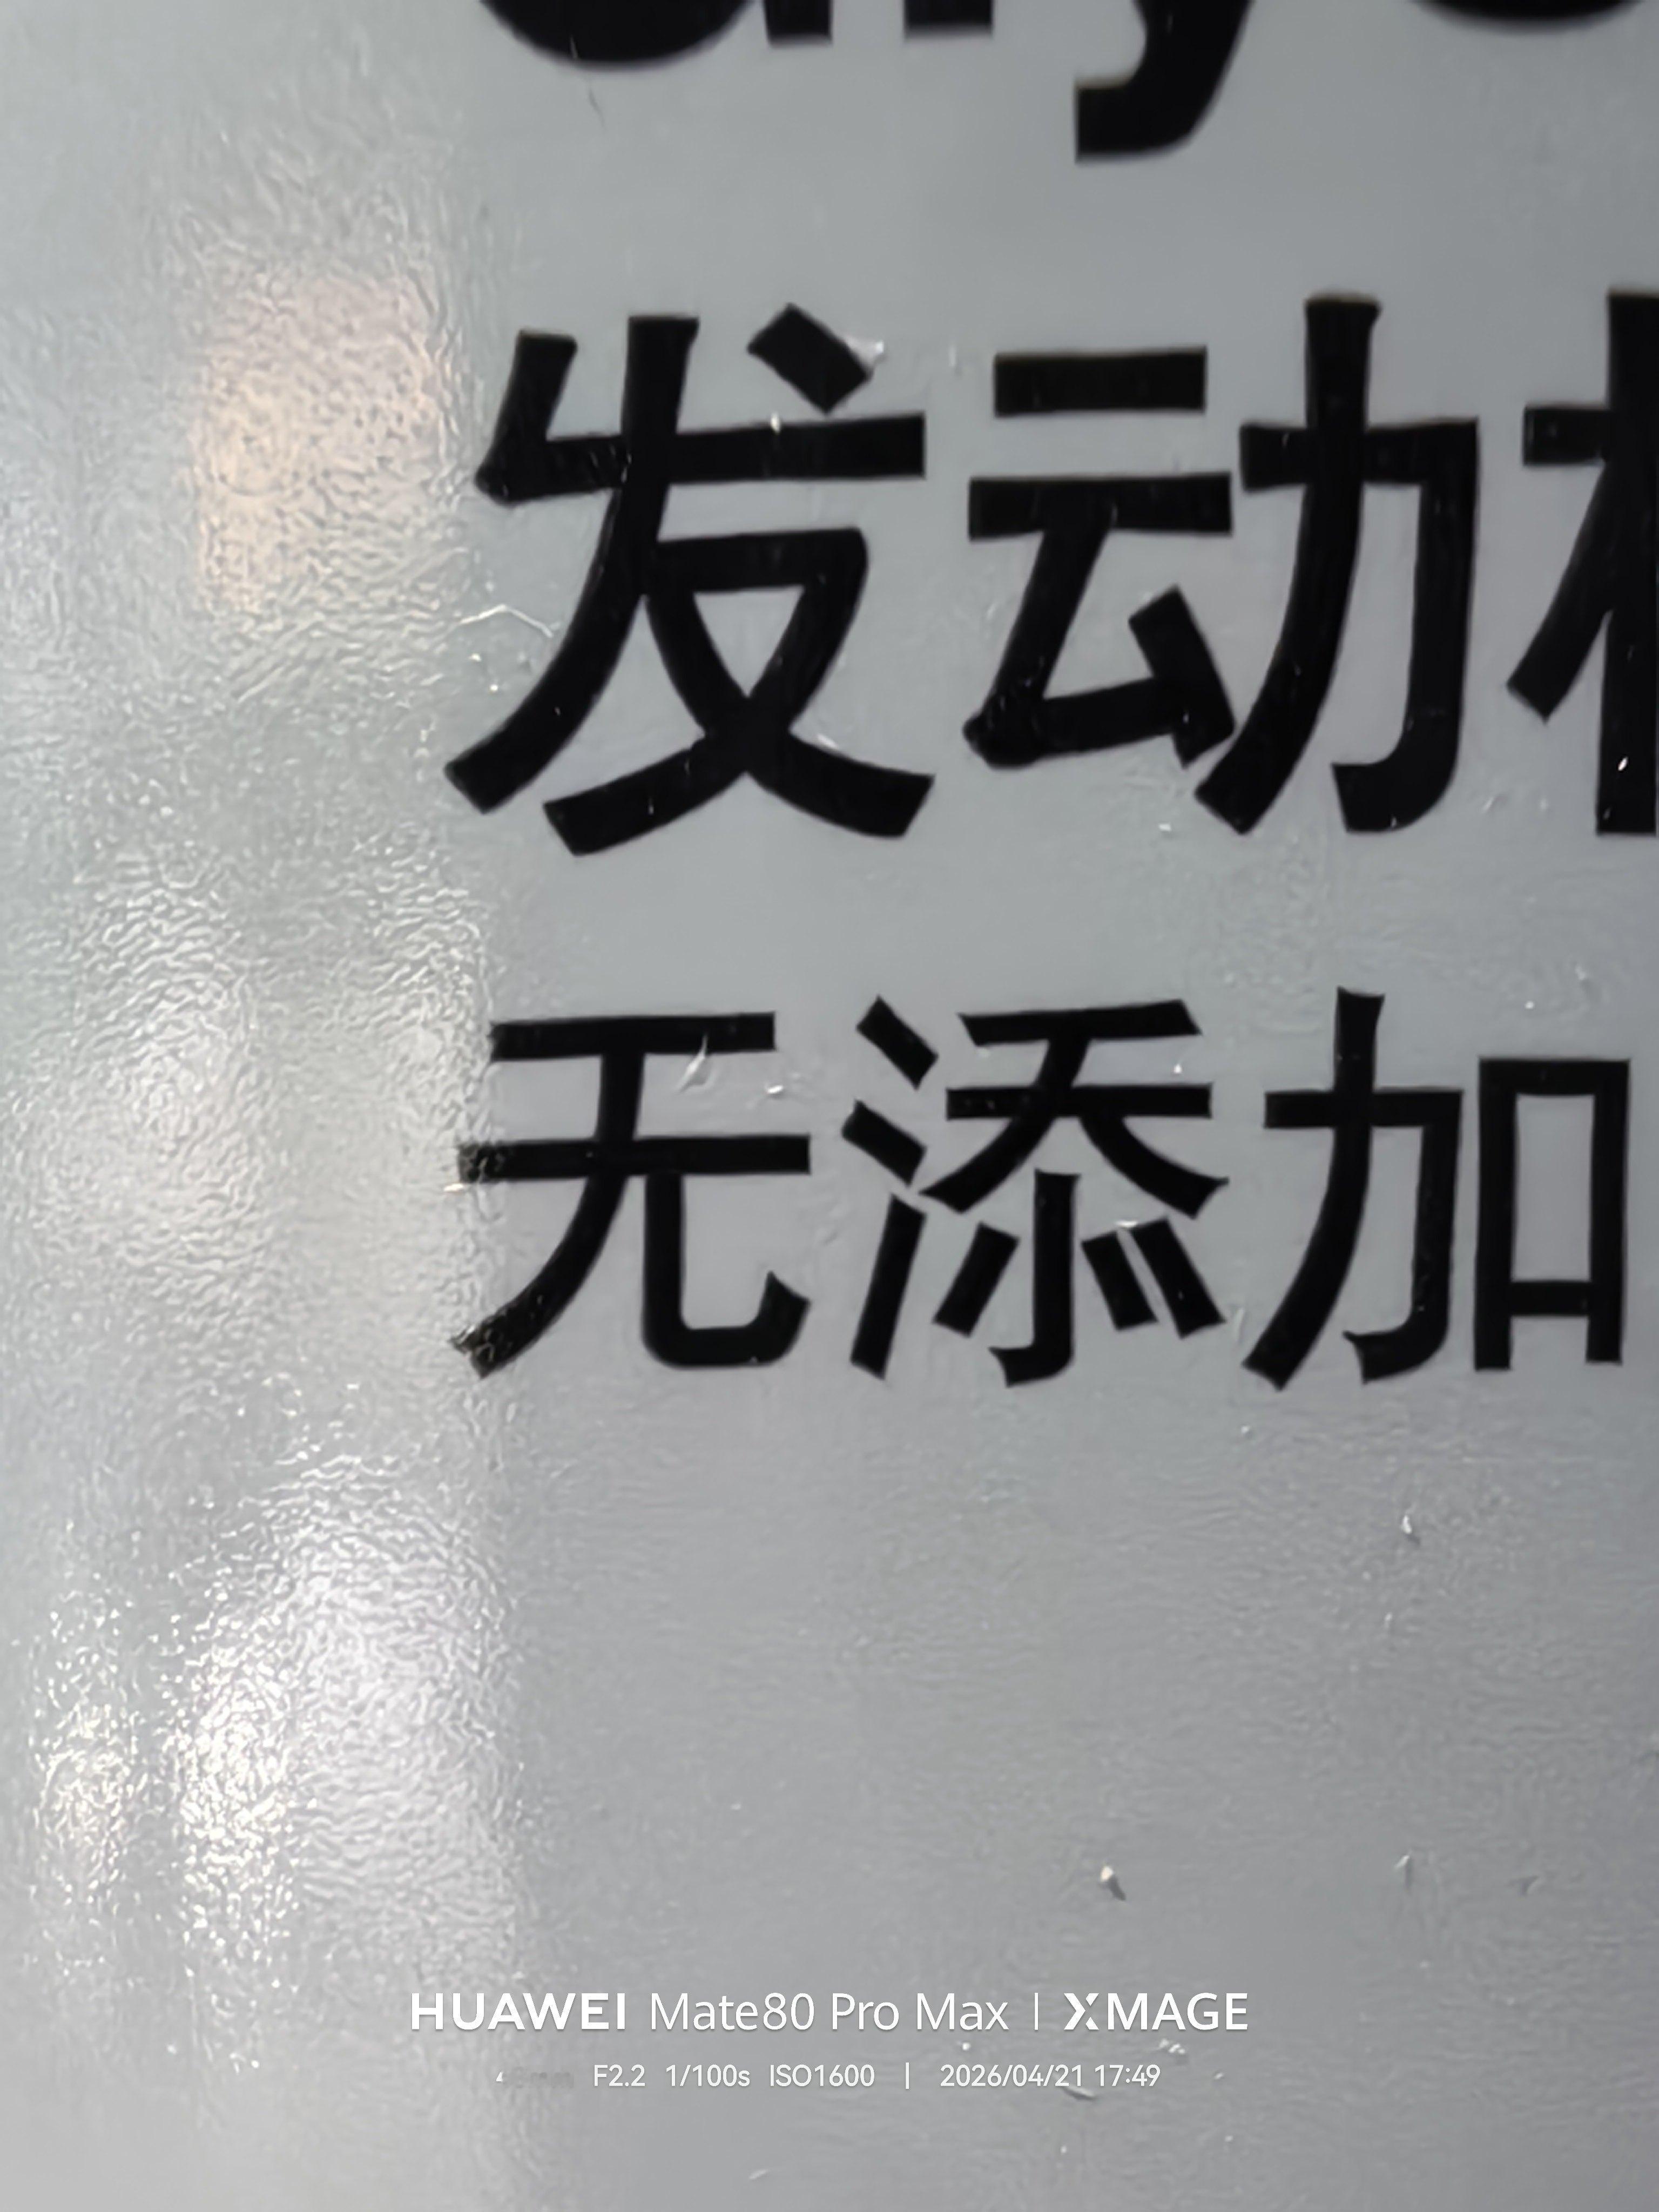 发动
无添加
HUAWEI Mate80 Pro Max | XMAGE
F2.2 1/100s ISO1600 | 2026/04/21 17:49